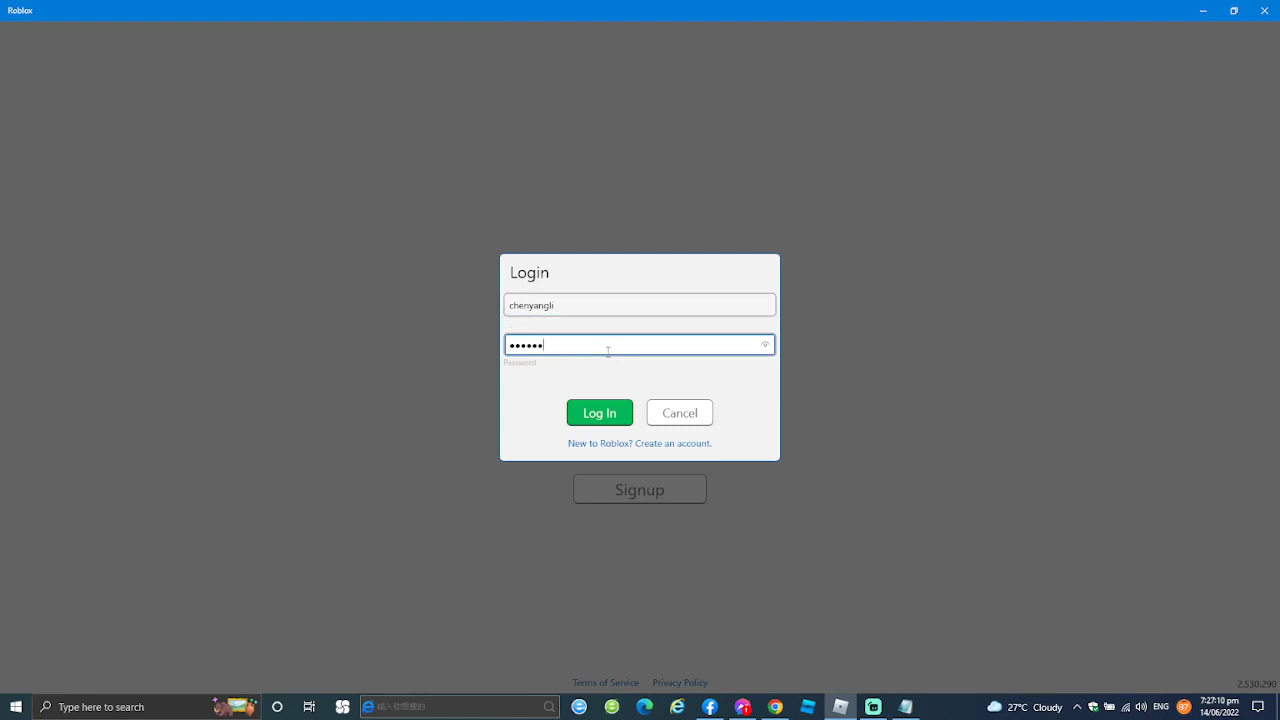 Roblox
Login
chenyangli
Password
Log In
Cancel
New to Roblox? Create an account.
Signup
Terms of Service
Privacy Policy
2.530.290
Type here to search
27°C Cloudy
ENG
87
7:27:10 pm
14/06/2022